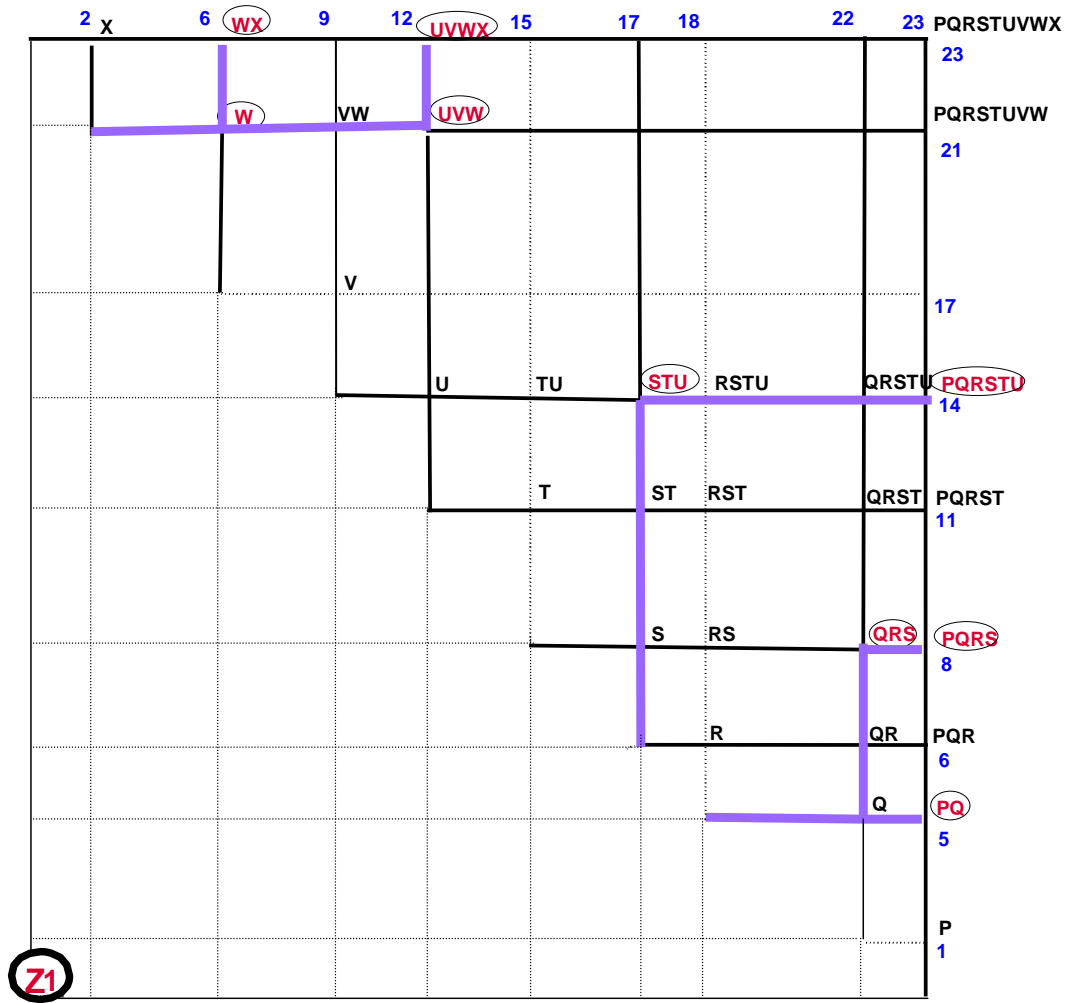 2 X 6 WX 9 12 UVWX 15 17 18 22 23 PQRSTUVWX
23
W VW UVW PQRSTUVW
21
V
17
U TU STU RSTU QRSTU PQRSTU
14
T ST RST QRST PQRST
11
S RS QRS PQRS
8
R QR PQR
6
Q PQ
5
P
1
Z1